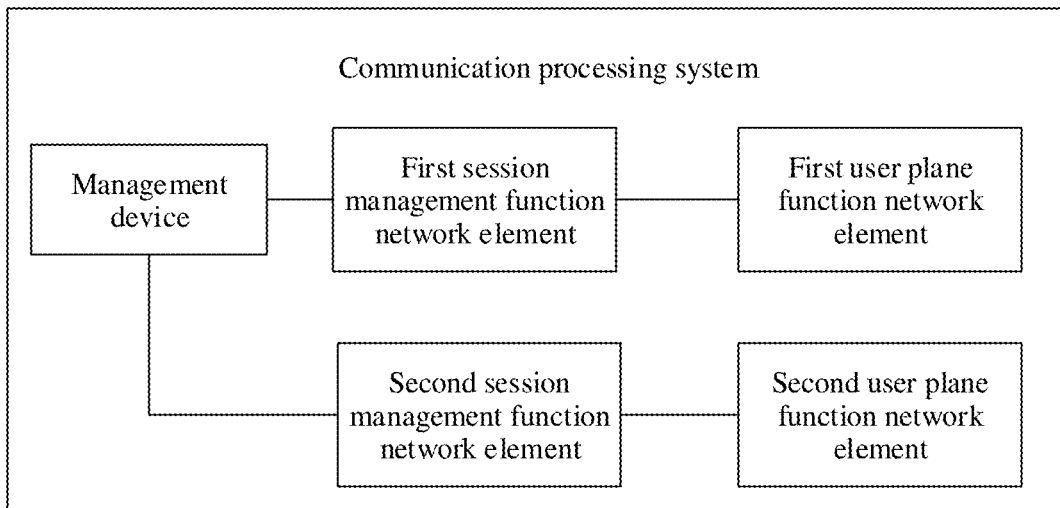 Communication processing system
Management
device
First session
management function
network element
First user plane
function network
element
Second session
management function
network element
Second user plane
function network
element